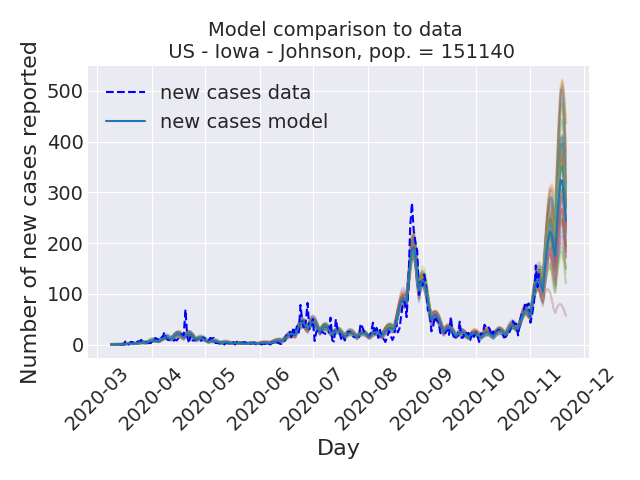 Model comparison to data
US - Iowa - Johnson, pop. = 151140
Number of new cases reported
500
400
300
200
100
0
new cases data
new cases model
2020-03
2020-04
2020-05
2020-06
2020-07
2020-08
2020-09
2020-10
2020-11
2020-12
Day